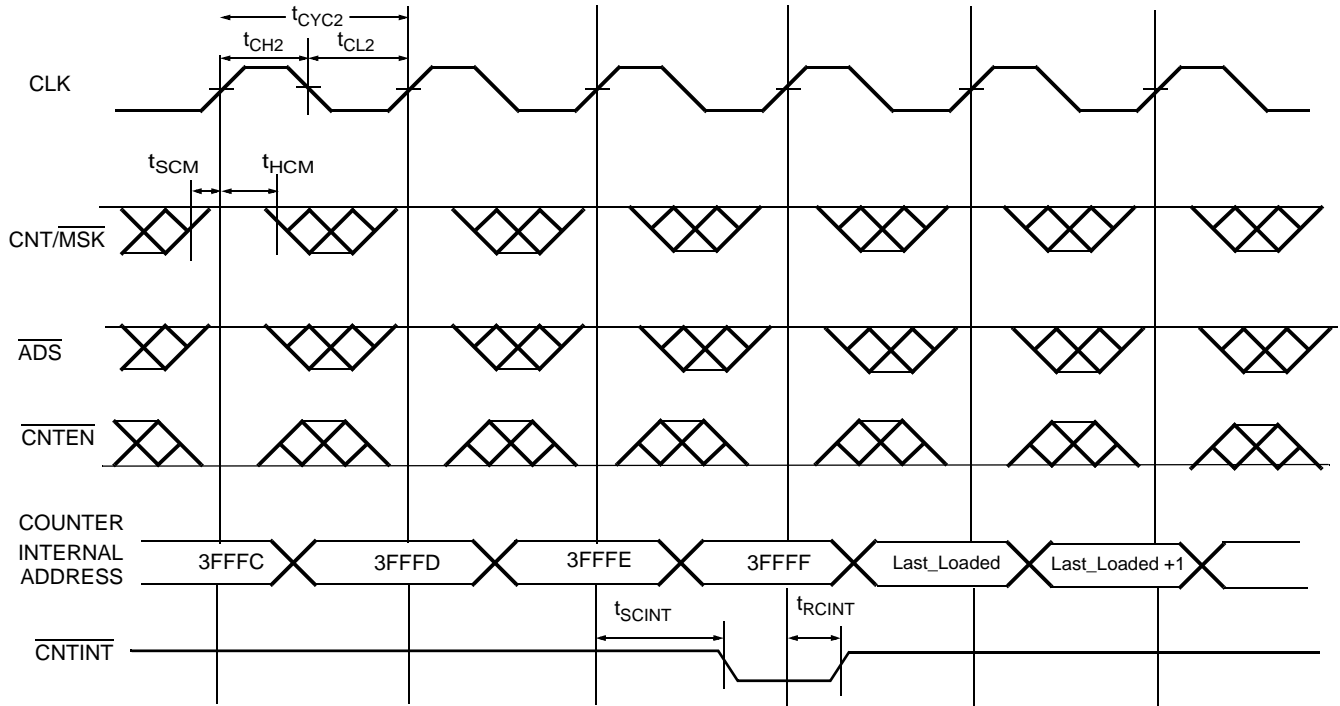 tCYC2
tCH2
tCL2
CLK
tSCM
tHCM
CNT/MSK
ADS
CNTEN
COUNTER
INTERNAL
ADDRESS
3FFFC
3FFFD
3FFFE
3FFFF
Last_Loaded
Last_Loaded +1
tSCINT
tRCINT
CNTINT